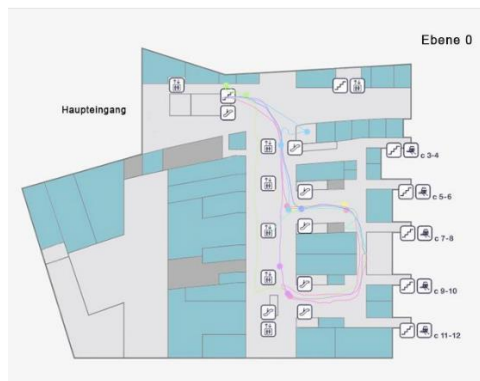 Ebene 0
Haupteingang
c 3-4
c 5-6
c 7-8
c 9-10
c 11-12